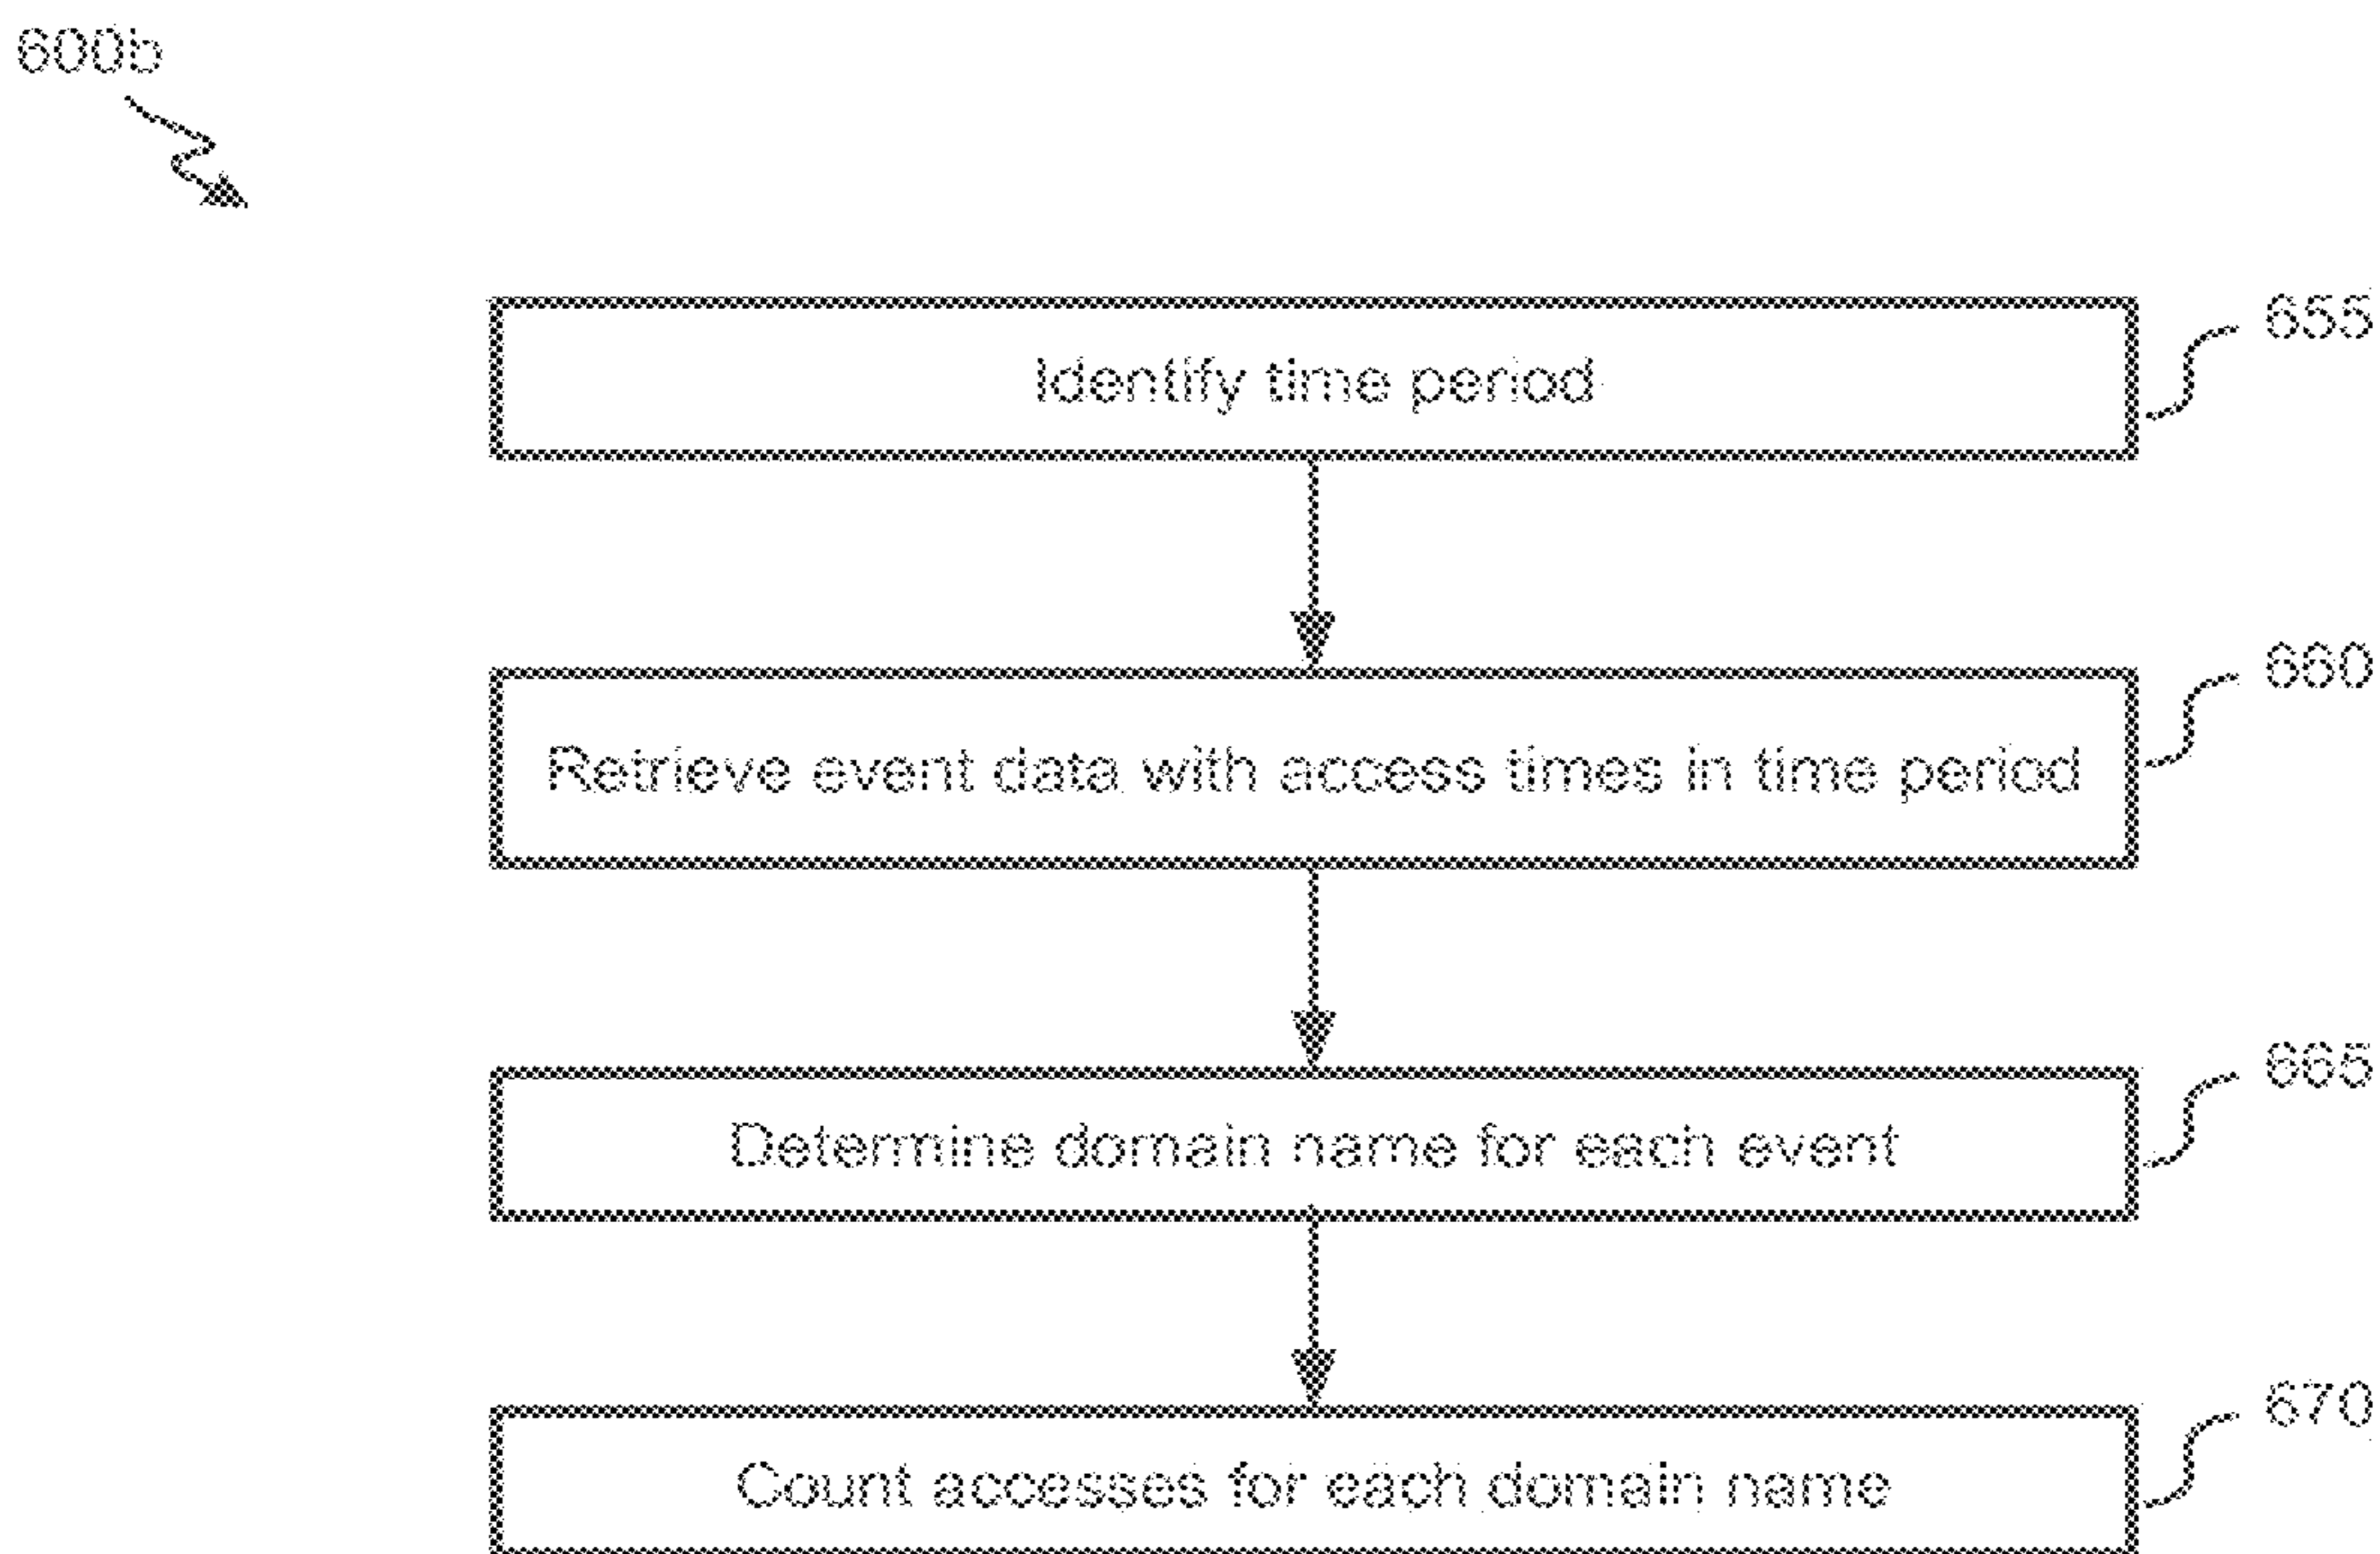 600b
655
Identify time period
660
Retrieve event data with access times in time period
665
Determine domain name for each event
670
Count accesses for each domain name